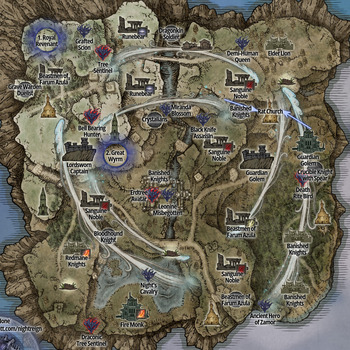 1. Royal
Revenant
Grafted
Scion
Runebear
Dragonkin
Soldier
Demi-Human
Queen
Elder Lion
Tree
Sentinel
Beastmen of
Farum Azula
Grave Warden
Duelist
Runebear
Sanguine
Noble
Miranda
Blossom
Banished
Knights
Rat Church
Crystalians
Bell Bearing
Hunter
Black Knife
Assassin
Sanguine
Noble
2. Great
Wyrm
Guardian
Golem
Crucible Knight
with Spear
Death
Rite Bird
Lordsworn
Captain
Banished
Knights
Guardian
Golem
Erdtree
Avatar
Leonine
Misbegotten
Sanguine
Noble
Bloodhound
Knight
Night's
Beastmen of
Farum Azula
Banished
Knights
Redmane
Knights
Night's
Cavalry
Sanguine
Noble
Beastmen of
Farum Azula
Banished
Knights
Fire Monk
Ancient Hero
of Zamor
Draconic
Tree Sentinel
tt.com/nightreign